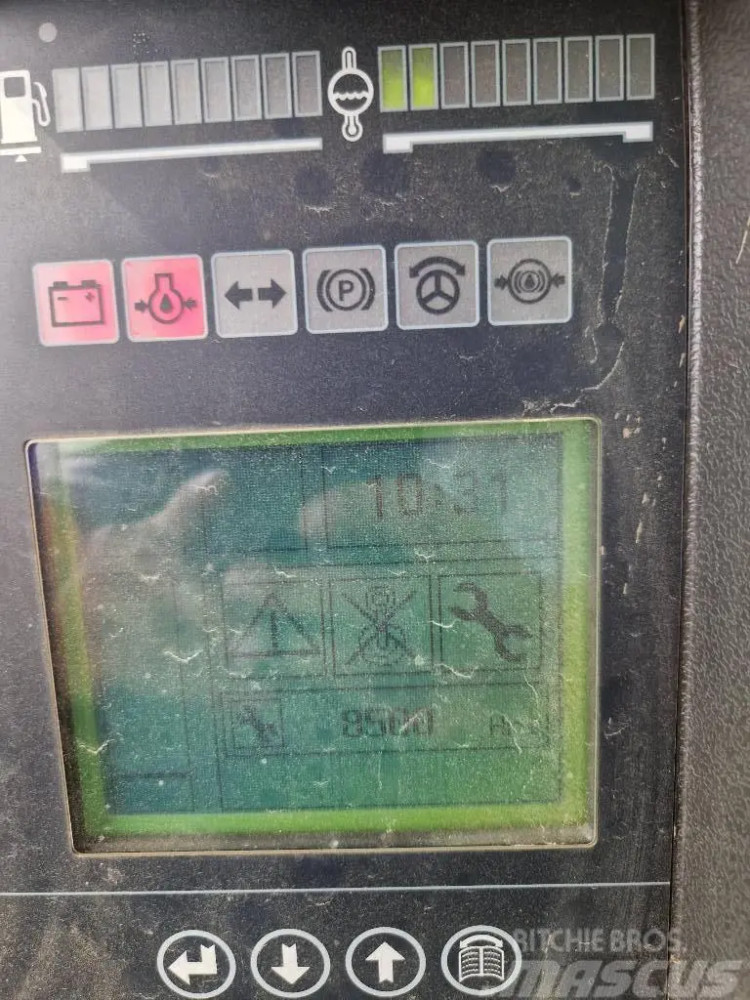 P
10:31
8500
RITCHIE BROS.
MASCUS